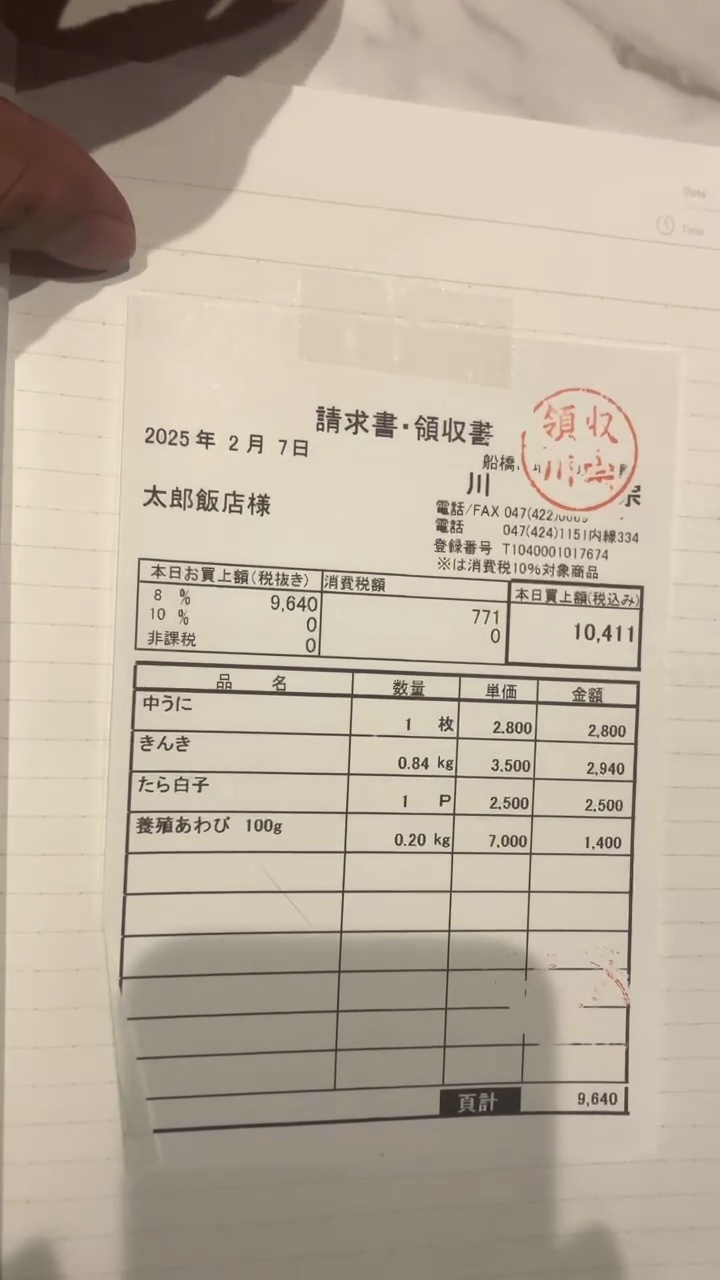 Date
Time
請求書・領収書
領収
2025年 2月 7日
船橋
川
太郎飯店様
電話/FAX 047(422)
電話 047(424)1151内線334
登録番号 T1040001017674
※は消費税10%対象商品
本日お買上額(税抜き) 消費税額 本日買上額(税込み)
8 % 9,640 771 10,411
10 % 0 0
非課税 0
品 名 数量 単価 金額
中うに 1 枚 2,800 2,800
きんき 0.84 kg 3,500 2,940
たら白子 1 P 2,500 2,500
養殖あわび 100g 0.20 kg 7,000 1,400
頁計 9,640